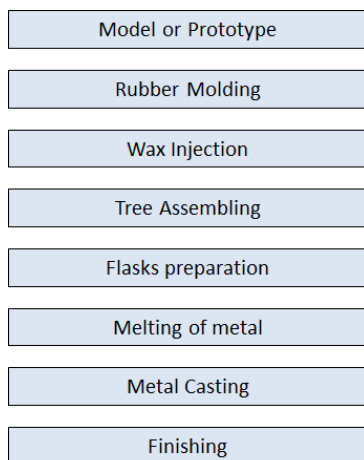 Model or Prototype
Rubber Molding
Wax Injection
Tree Assembling
Flasks preparation
Melting of metal
Metal Casting
Finishing